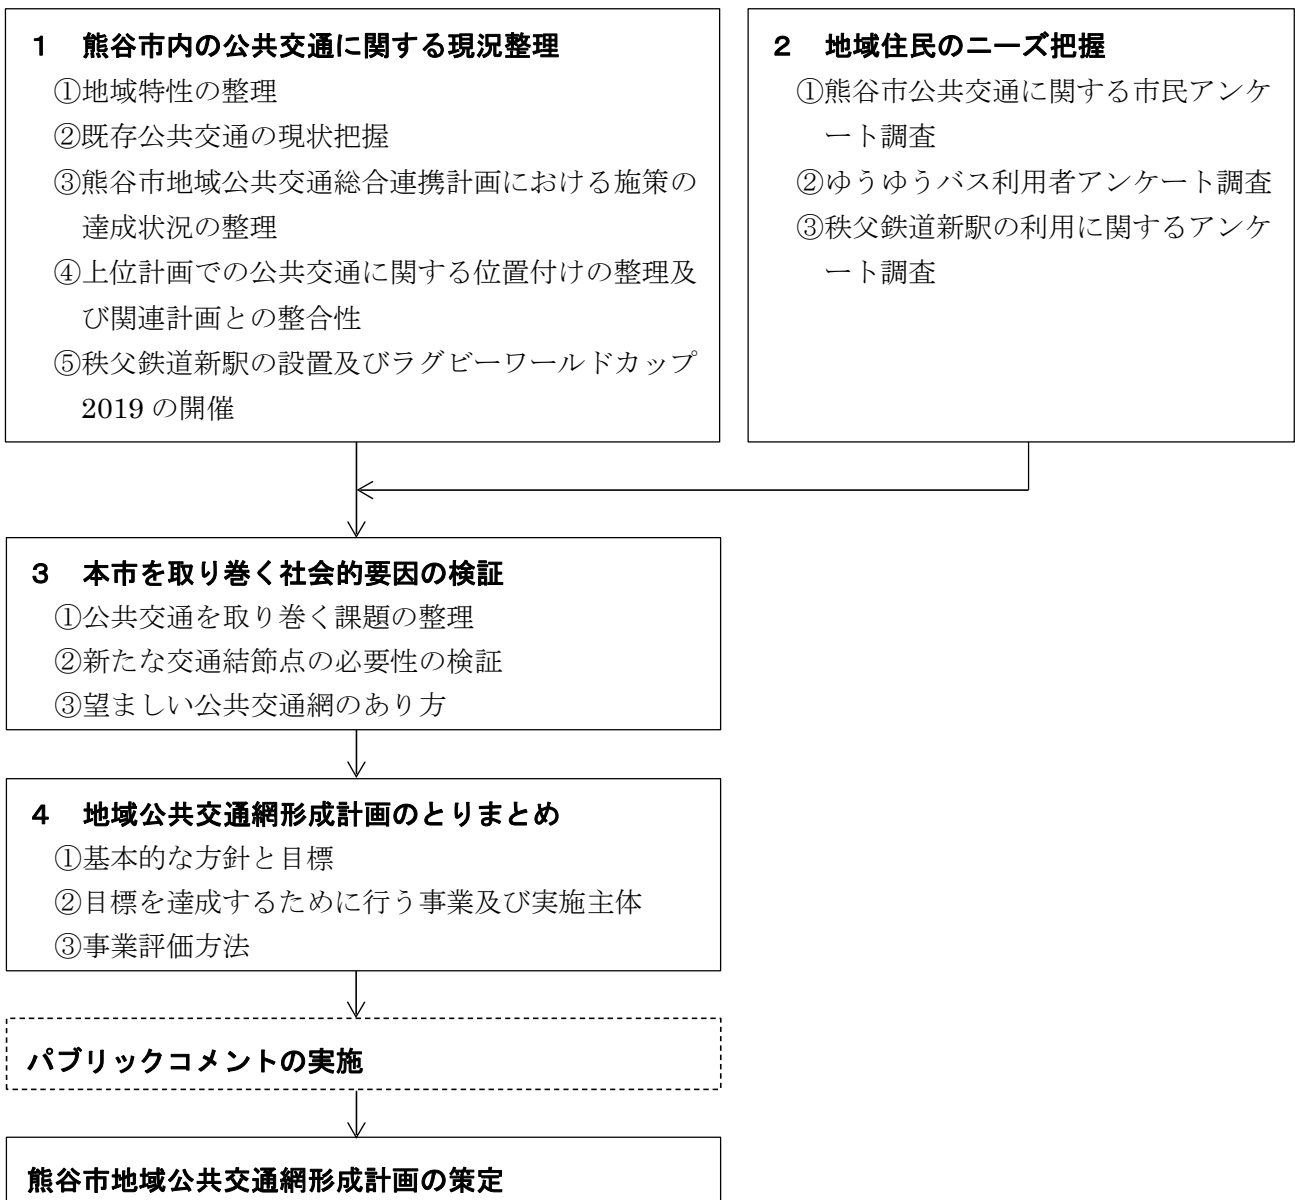 1 熊谷市内の公共交通に関する現況整理
①地域特性の整理
②既存公共交通の現状把握
③熊谷市地域公共交通総合連携計画における施策の
達成状況の整理
④上位計画での公共交通に関する位置付けの整理及
び関連計画との整合性
⑤秩父鉄道新駅の設置及びラグビーワールドカップ
2019 の開催
2 地域住民のニーズ把握
①熊谷市公共交通に関する市民アンケ
ート調査
②ゆうゆうバス利用者アンケート調査
③秩父鉄道新駅の利用に関するアンケ
ート調査
3 本市を取り巻く社会的要因の検証
①公共交通を取り巻く課題の整理
②新たな交通結節点の必要性の検証
③望ましい公共交通網のあり方
4 地域公共交通網形成計画のとりまとめ
①基本的な方針と目標
②目標を達成するために行う事業及び実施主体
③事業評価方法
パブリックコメントの実施
熊谷市地域公共交通網形成計画の策定